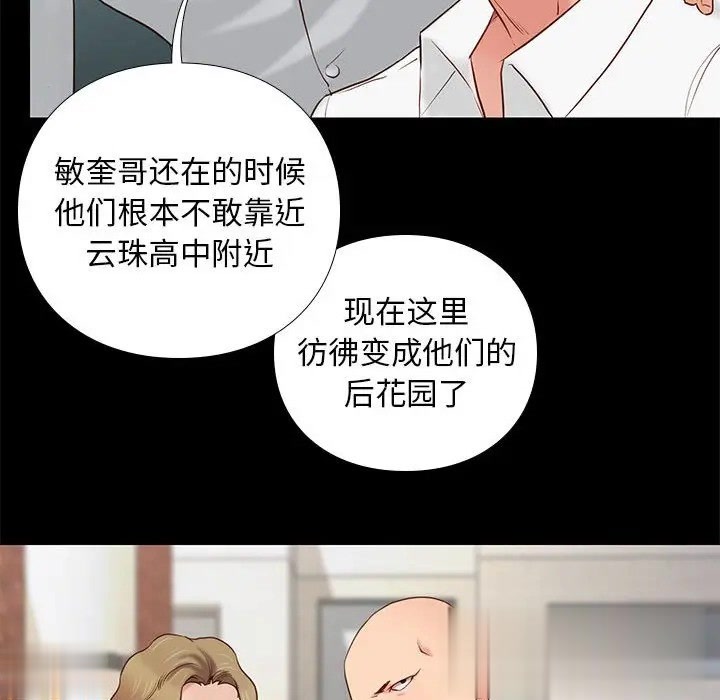 敏奎哥还在的时候
他们根本不敢靠近
云珠高中附近
现在这里
彷彿变成他们的
后花园了